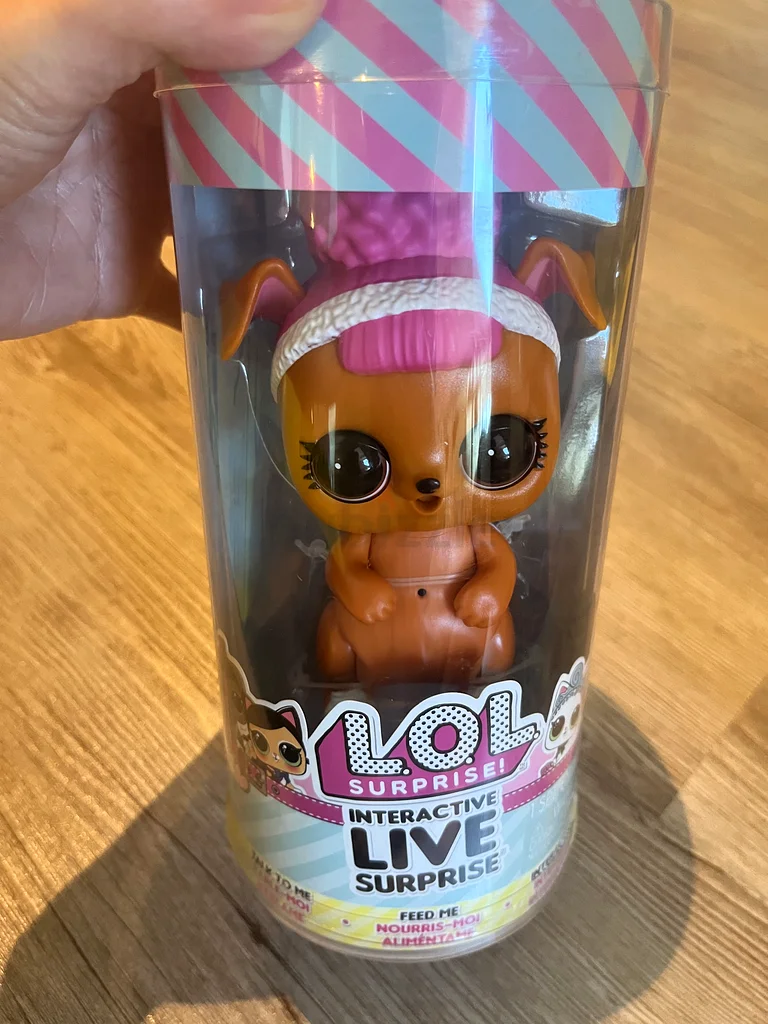 L.O.L.
SURPRISE!
INTERACTIVE
LIVE
SURPRISE
TALK TO ME
FEED ME
NOURRIS-MOI
ALIMÉNTAME